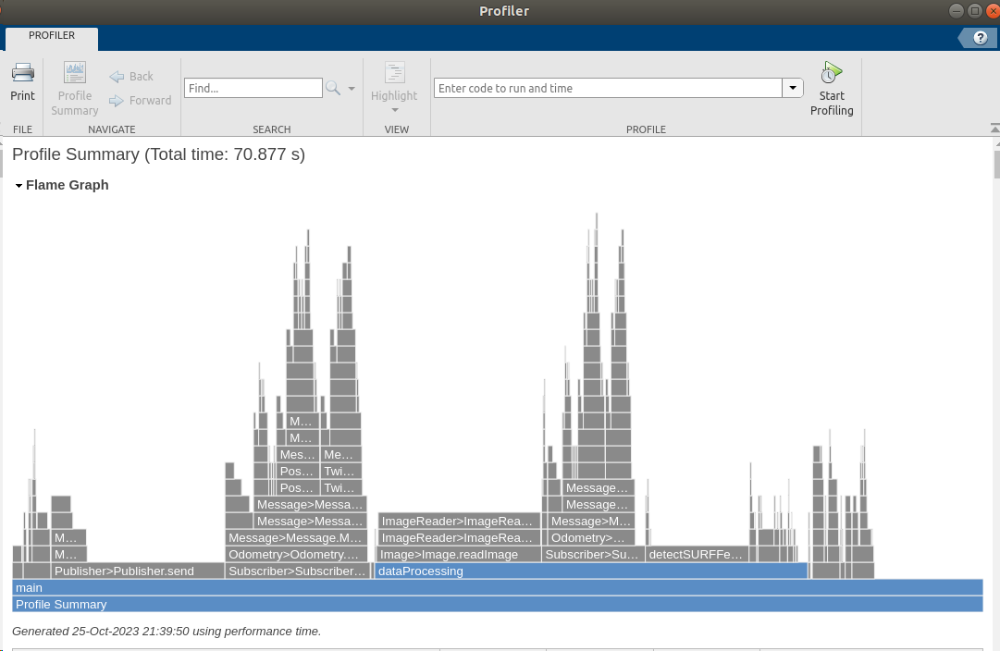 Profiler
PROFILER
?
Print
Profile
Summary
Back
Forward
Find...
Highlight
Enter code to run and time
Start
Profiling
FILE
NAVIGATE
SEARCH
VIEW
PROFILE
Profile Summary (Total time: 70.877 s)
Flame Graph
M...
M...
Mes... Me...
Pos... Twi...
Pos... Twi... Message...
Message>Messa... Message...
Message>Messa... ImageReader>ImageRea... Message>M...
M... Message>Message.M... ImageReader>ImageRea... Odometry>...
M... Odometry>Odometry.... Image>Image.readImage Subscriber>Su... detectSURFFe...
Publisher>Publisher.send Subscriber>Subscriber... dataProcessing
main
Profile Summary
Generated 25-Oct-2023 21:39:50 using performance time.